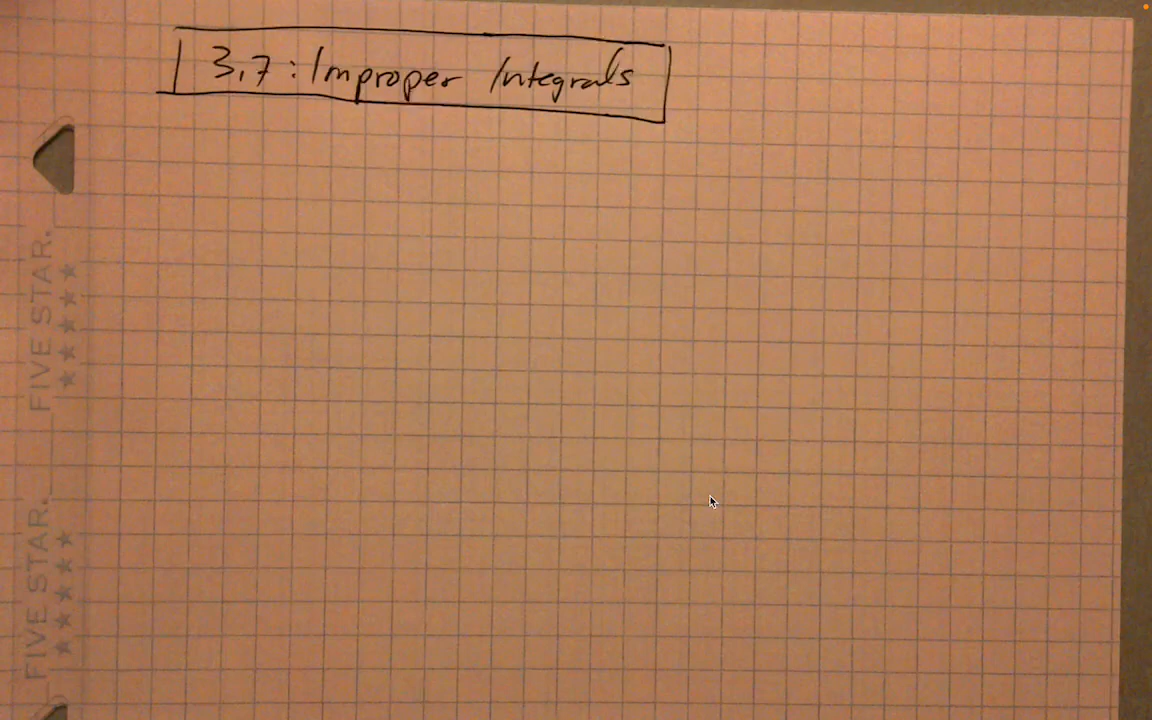 3.7: Improper Integrals
FIVE STAR.
★★★★★
FIVE STAR.
★★★★★